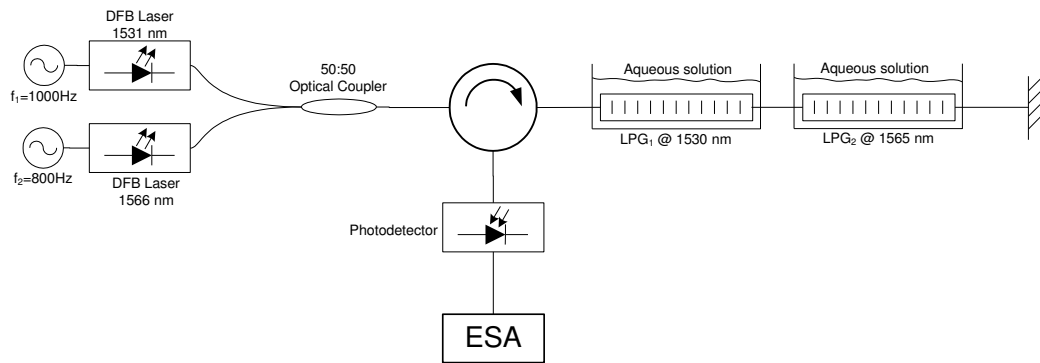 DFB Laser
1531 nm
f1=1000Hz
50:50
Optical Coupler
Aqueous solution
Aqueous solution
LPG1 @ 1530 nm
LPG2 @ 1565 nm
f2=800Hz
DFB Laser
1566 nm
Photodetector
ESA